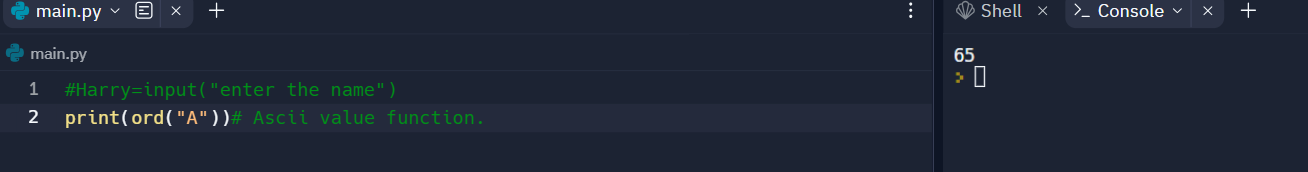 main.py
main.py
1 #Harry=input("enter the name")
2 print(ord("A"))# Ascii value function.
Shell
Console
65